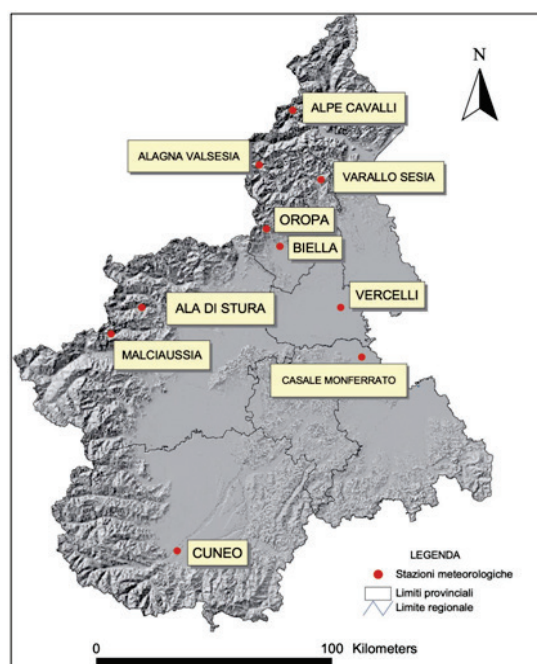 N
ALPE CAVALLI
ALAGNA VALSESIA
VARALLO SESIA
OROPA
BIELLA
ALA DI STURA
VERCELLI
MALCIAUSSIA
CASALE MONFERRATO
CUNEO
LEGENDA
Stazioni meteorologiche
Limiti provinciali
Limite regionale
0 100 Kilometers